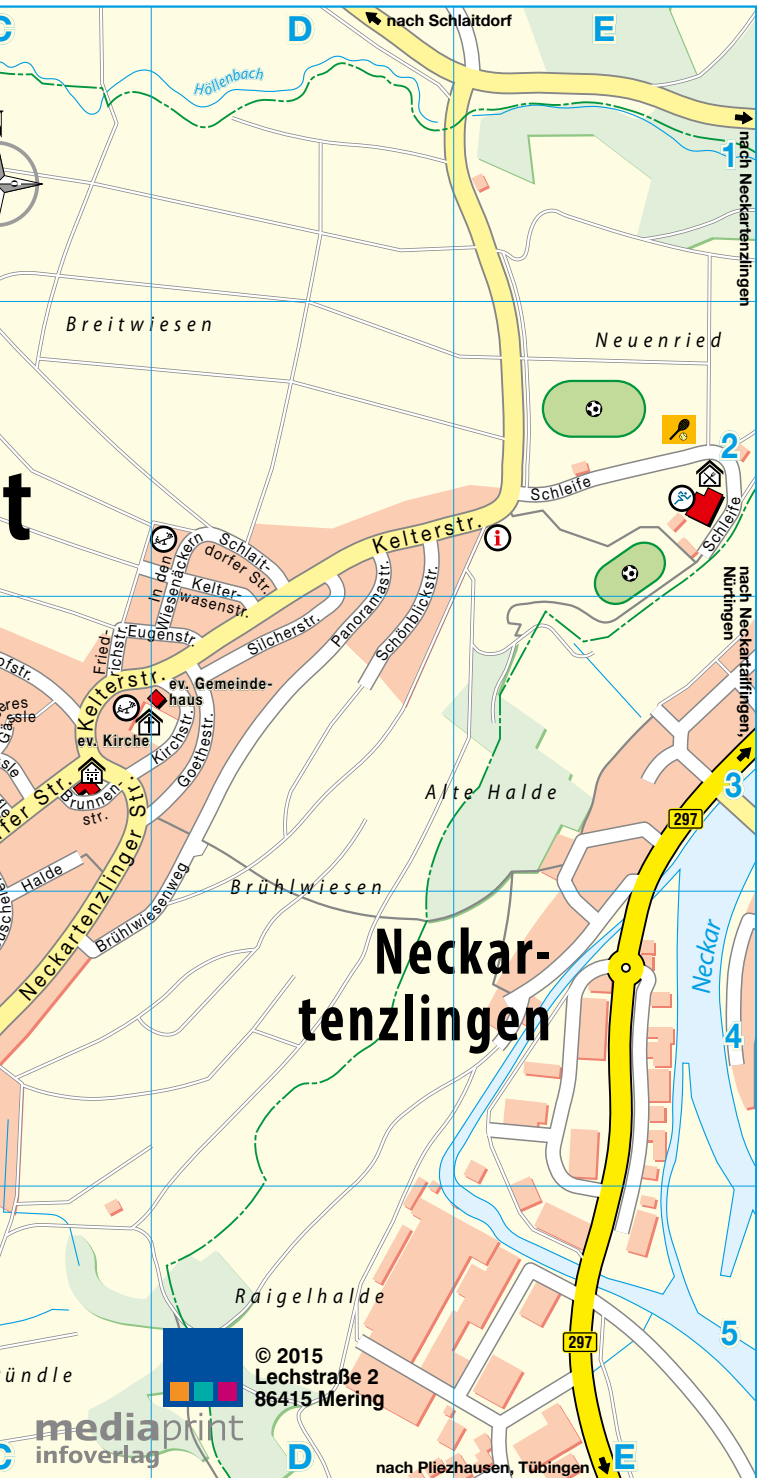 C
D
E
nach Schlaitdorf
Höllenbach
N
1
nach Neckartenzlingen
Breitwiesen
Neuenried
2
t
Schleife
Schleife
Kelterstr.
i
Schlait-
dorfer Str.
In den
Wiesenäckern
Kelter-
wasenstr.
Fried-
richstr.
Eugenstr.
Silcherstr.
Panoramastr.
Schönblickstr.
nach Neckartailfingen,
Nürtingen
Kelterstr.
ev. Gemeinde-
haus
ev. Kirche
Kirchstr.
Goethestr.
Brunnen-
str.
Alte Halde
3
297
Halde
Brühlwiesen
Brühlwiesenweg
Neckartenzlinger Str.
Neckar-
tenzlingen
Neckar
4
Raigelhalde
5
297
© 2015
Lechstraße 2
86415 Mering
mediaprint
infoverlag
C
D
nach Pliezhausen, Tübingen
E